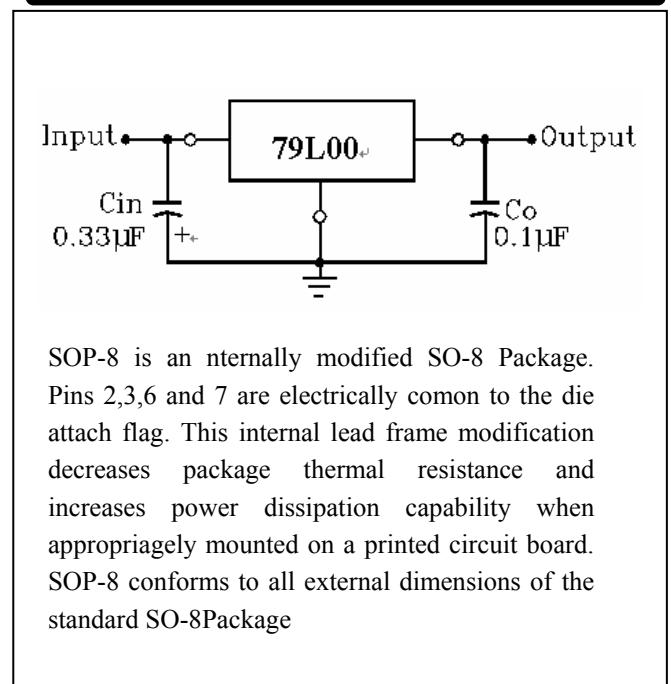 Input
79L00
Output
Cin
0.33μF
+
Co
0.1μF
SOP-8 is an nternally modified SO-8 Package.
Pins 2,3,6 and 7 are electrically comon to the die
attach flag. This internal lead frame modification
decreases package thermal resistance and
increases power dissipation capability when
appropriagely mounted on a printed circuit board.
SOP-8 conforms to all external dimensions of the
standard SO-8Package